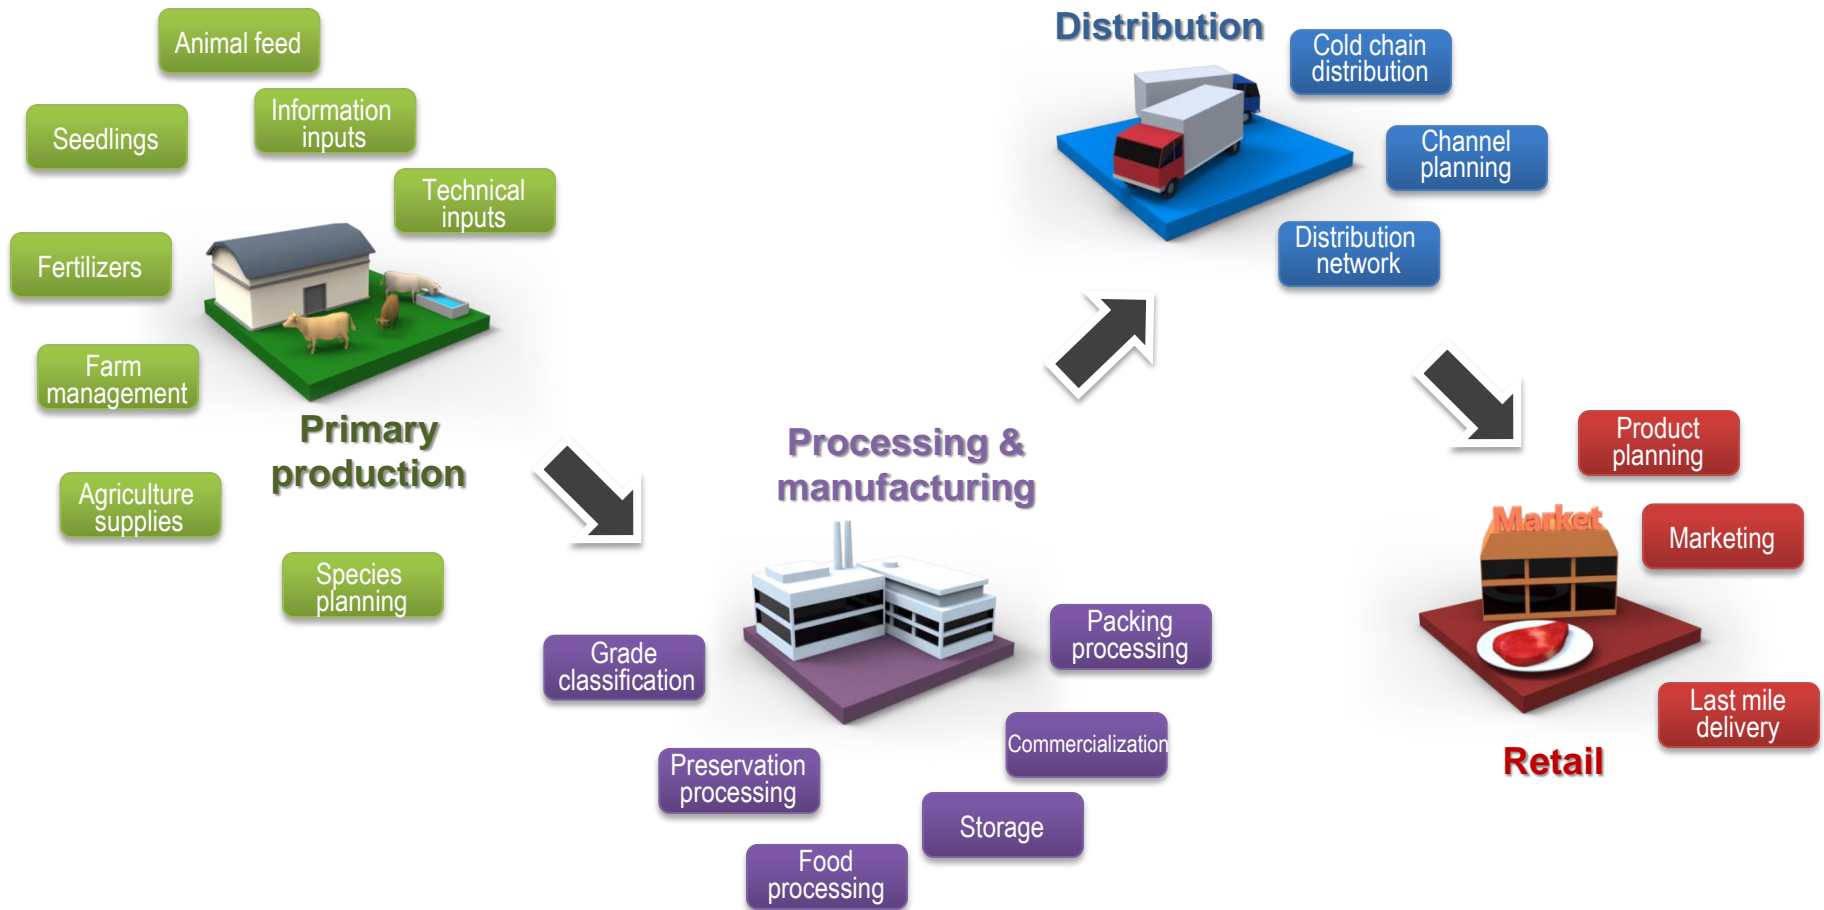 Animal feed
Information
inputs
Seedlings
Technical
inputs
Fertilizers
Farm
management
Agriculture
supplies
Species
planning
Primary
production
Processing &
manufacturing
Grade
classification
Preservation
processing
Food
processing
Storage
Commercialization
Packing
processing
Distribution
Cold chain
distribution
Channel
planning
Distribution
network
Product
planning
Market
Marketing
Last mile
delivery
Retail